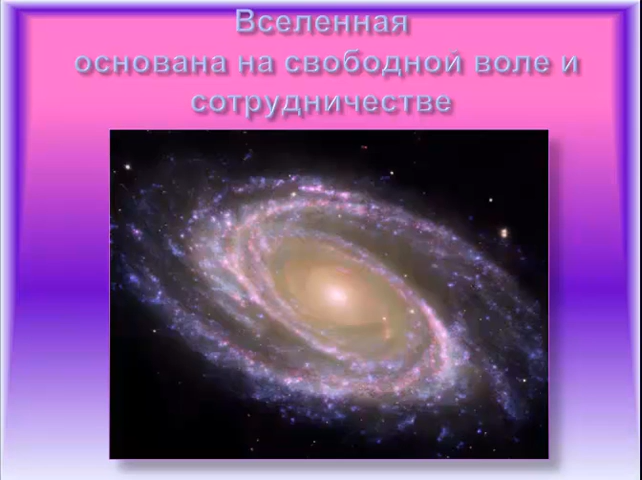 Вселенная
основана на свободной воле и
сотрудничестве